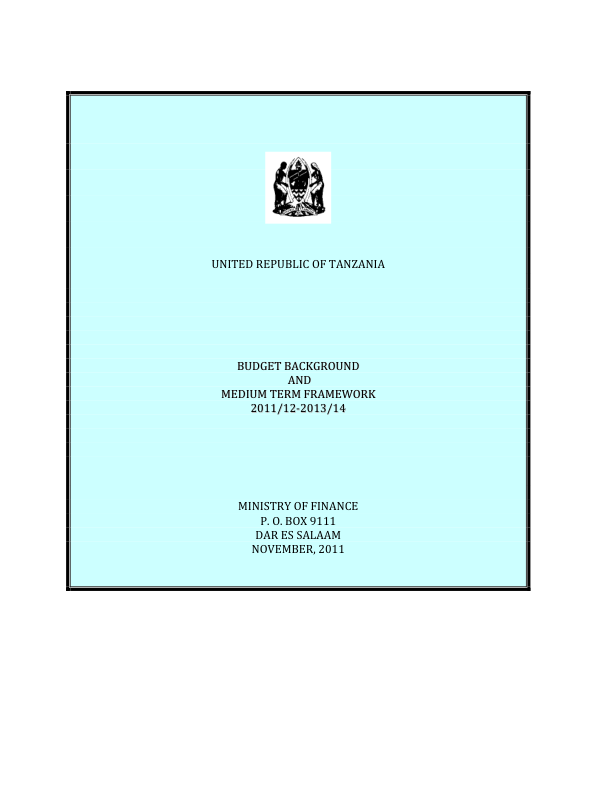 UNITED REPUBLIC OF TANZANIA
BUDGET BACKGROUND
AND
MEDIUM TERM FRAMEWORK
2011/12-2013/14
MINISTRY OF FINANCE
P. O. BOX 9111
DAR ES SALAAM
NOVEMBER, 2011